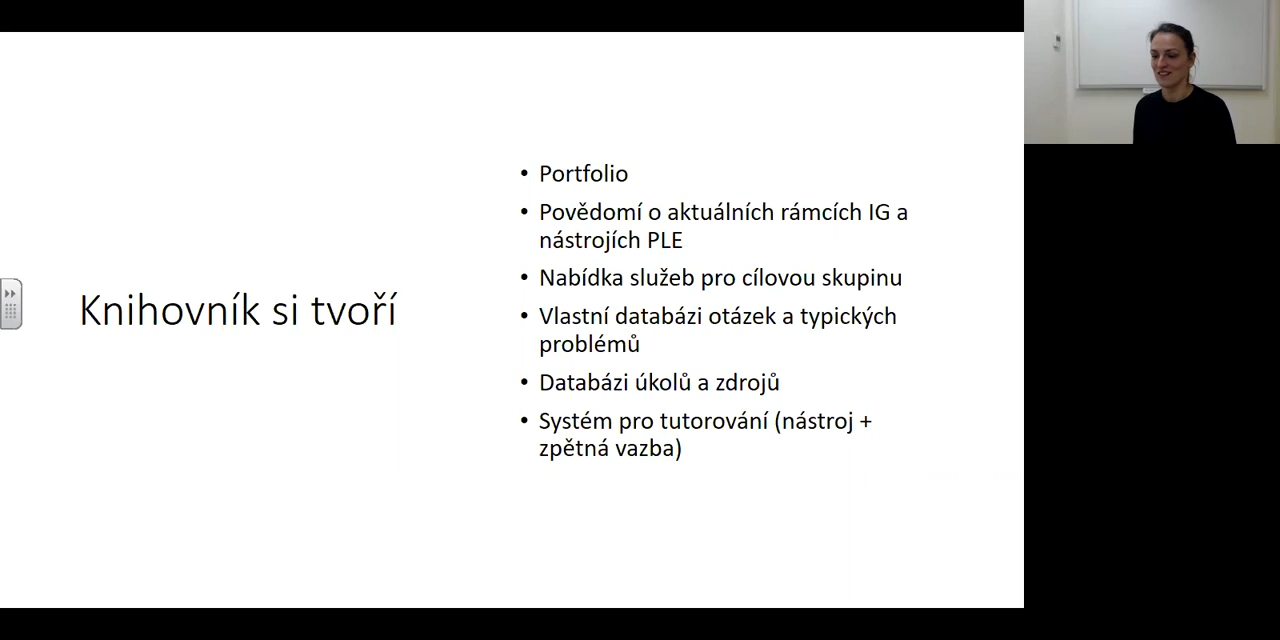 Knihovník si tvoří
• Portfolio
• Povědomí o aktuálních rámcích IG a
nástrojích PLE
• Nabídka služeb pro cílovou skupinu
• Vlastní databázi otázek a typických
problémů
• Databázi úkolů a zdrojů
• Systém pro tutorování (nástroj +
zpětná vazba)